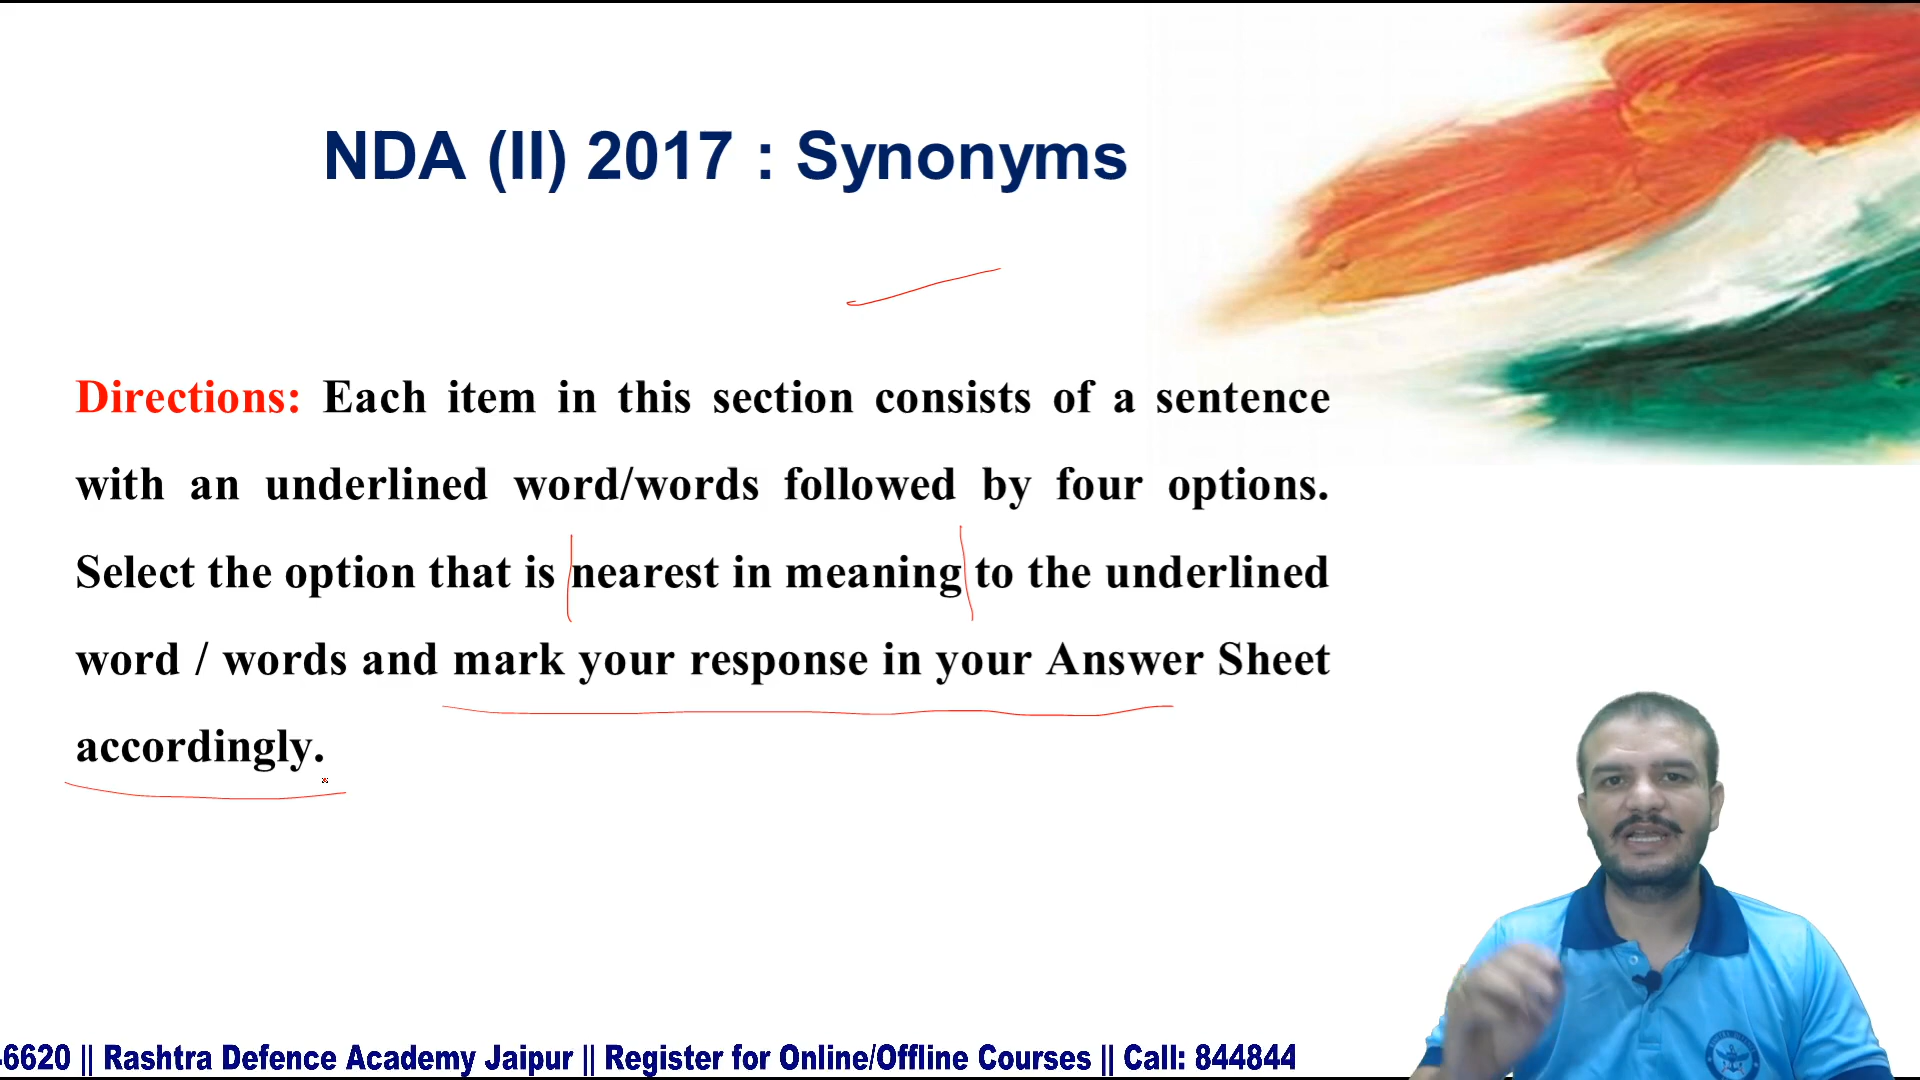 NDA (II) 2017 : Synonyms
Directions: Each item in this section consists of a sentence
with an underlined word/words followed by four options.
Select the option that is nearest in meaning to the underlined
word / words and mark your response in your Answer Sheet
accordingly.
6620 || Rashtra Defence Academy Jaipur || Register for Online/Offline Courses || Call: 844844